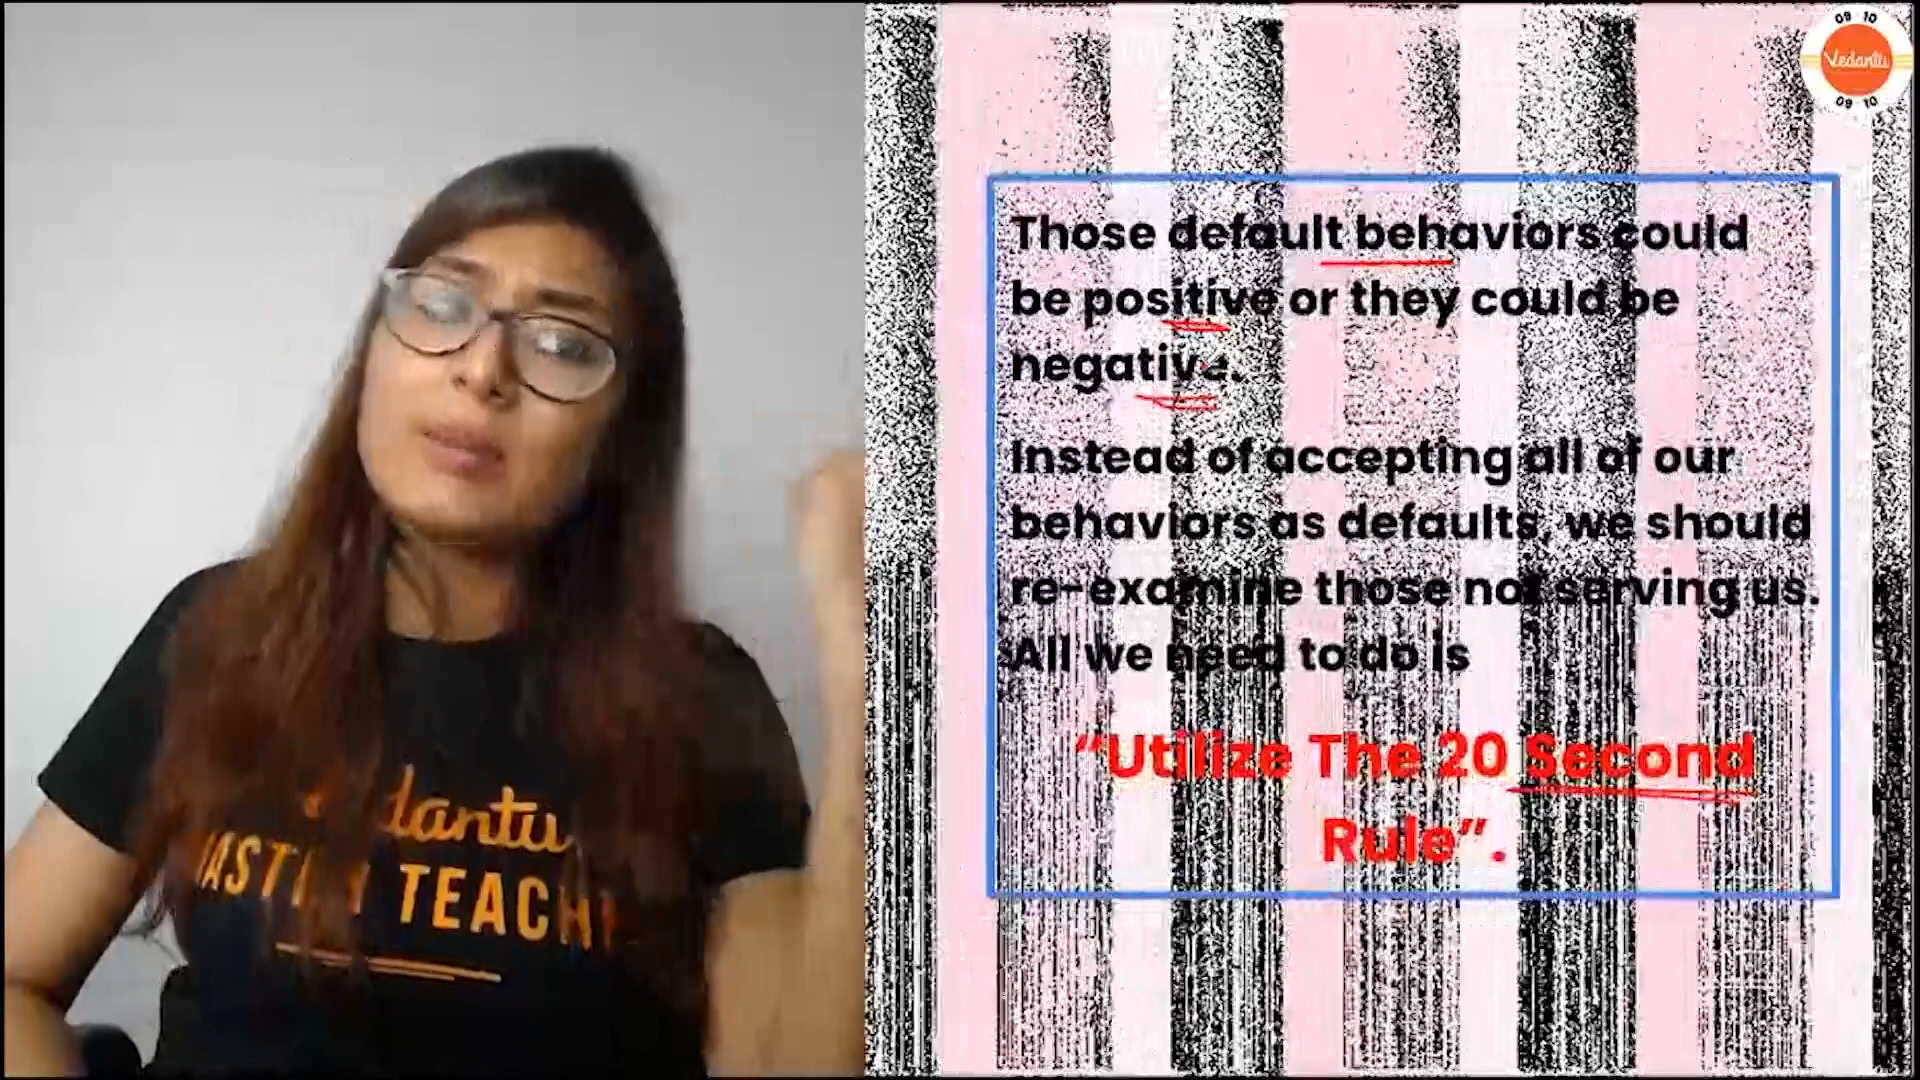 09 10
Vedantu
09 10
Those default behaviors could
be positive or they could be
negative.
Instead of accepting all of our
behaviors as defaults, we should
re-examine those not serving us.
All we need to do is
“Utilize The 20 Second
Rule”.
TEACH